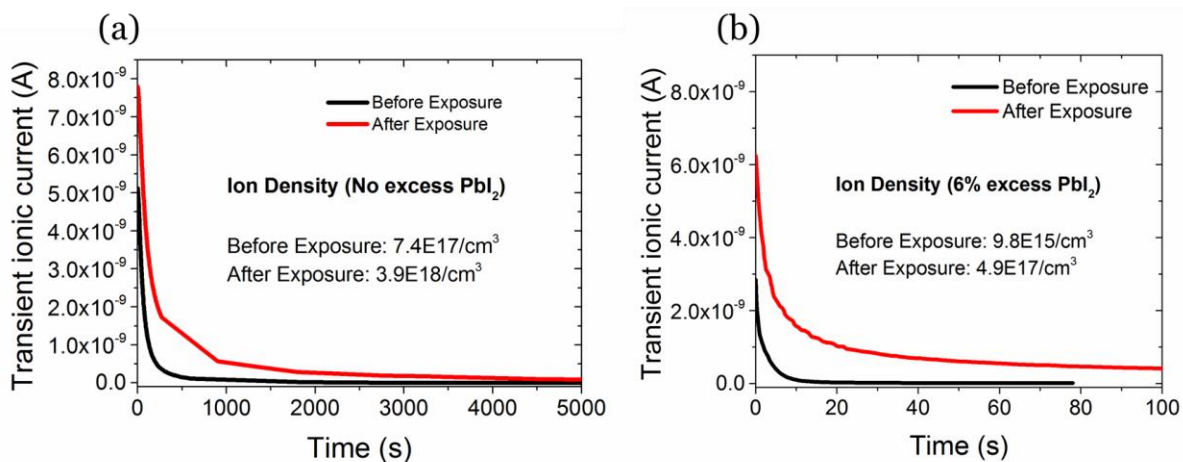 (a)
Transient ionic current (A)
8.0x10⁻⁹
7.0x10⁻⁹
6.0x10⁻⁹
5.0x10⁻⁹
4.0x10⁻⁹
3.0x10⁻⁹
2.0x10⁻⁹
1.0x10⁻⁹
0.0
Before Exposure
After Exposure
Ion Density (No excess PbI₂)
Before Exposure: 7.4E17/cm³
After Exposure: 3.9E18/cm³
0 1000 2000 3000 4000 5000
Time (s)
(b)
Transient ionic current (A)
8.0x10⁻⁹
6.0x10⁻⁹
4.0x10⁻⁹
2.0x10⁻⁹
0.0
Before Exposure
After Exposure
Ion Density (6% excess PbI₂)
Before Exposure: 9.8E15/cm³
After Exposure: 4.9E17/cm³
0 20 40 60 80 100
Time (s)